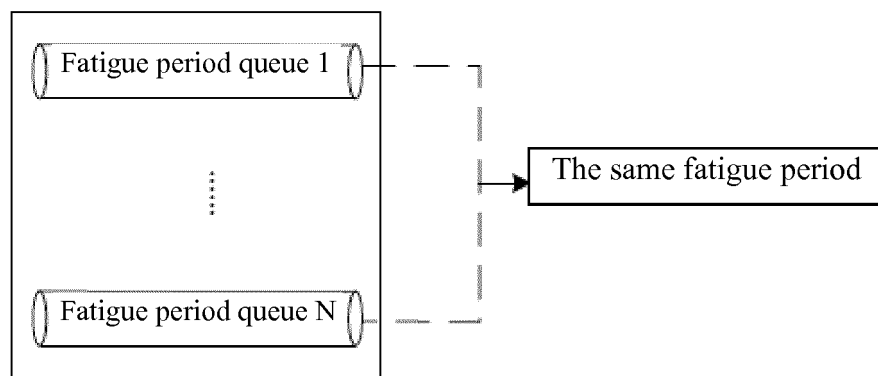 Fatigue period queue 1
The same fatigue period
Fatigue period queue N